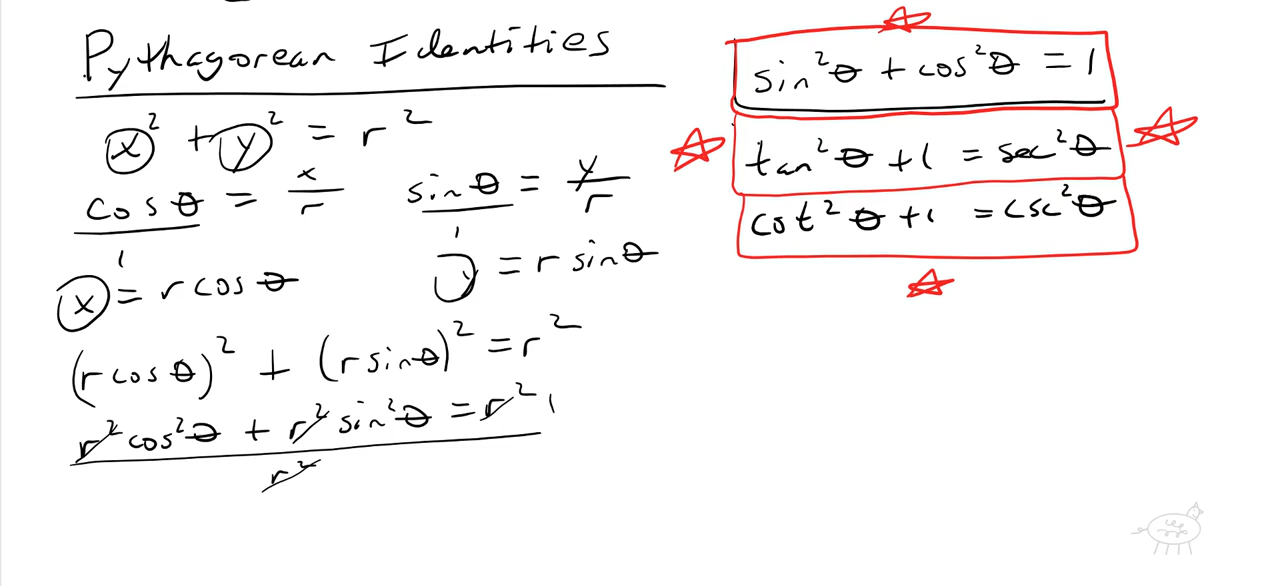 Pythagorean Identities
x² + y² = r²
cos θ = x/r    sin θ = y/r
x = r cos θ    y = r sin θ
(r cos θ)² + (r sin θ)² = r²
r² cos² θ + r² sin² θ = r² 1
r²
sin² θ + cos² θ = 1
tan² θ + 1 = sec² θ
cot² θ + 1 = csc² θ